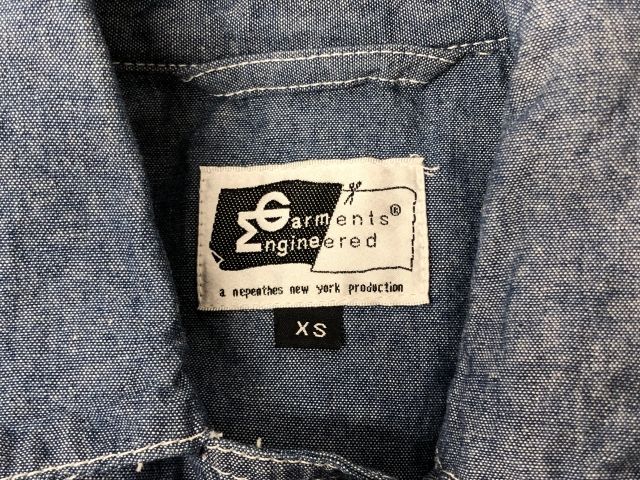 Garments®
Engineered
a nepenthes new york production
XS